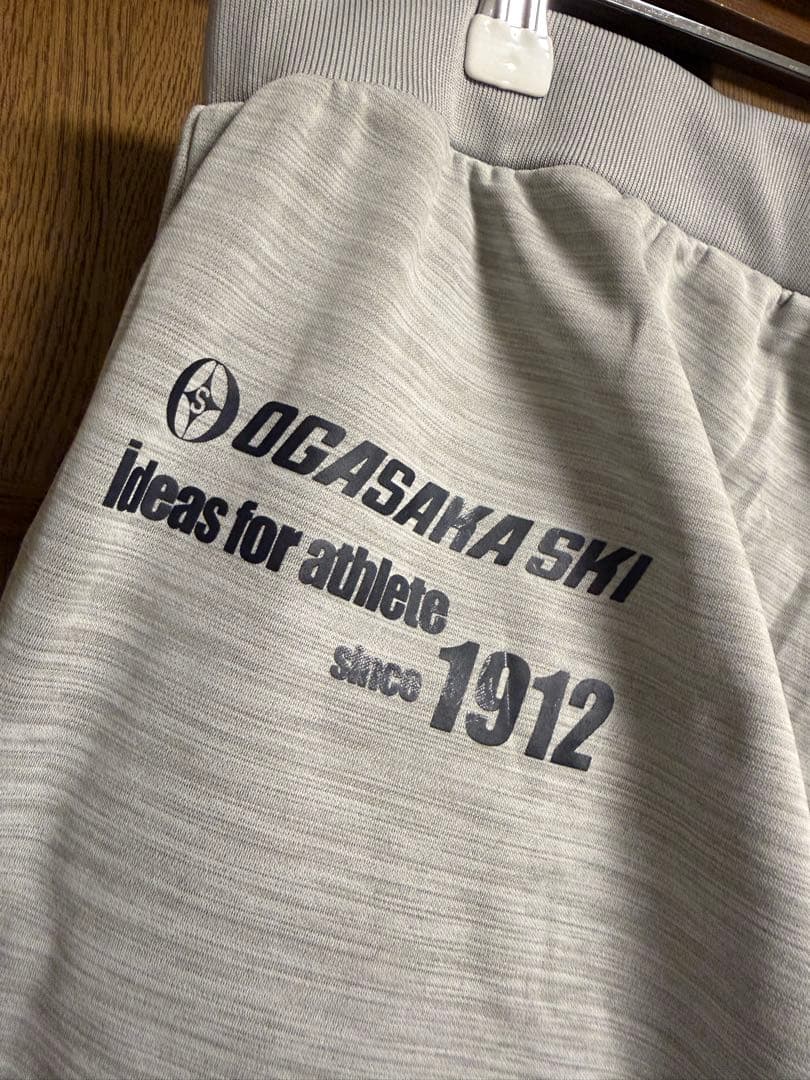 S OGASAKA SKI
ideas for athlete
since 1912